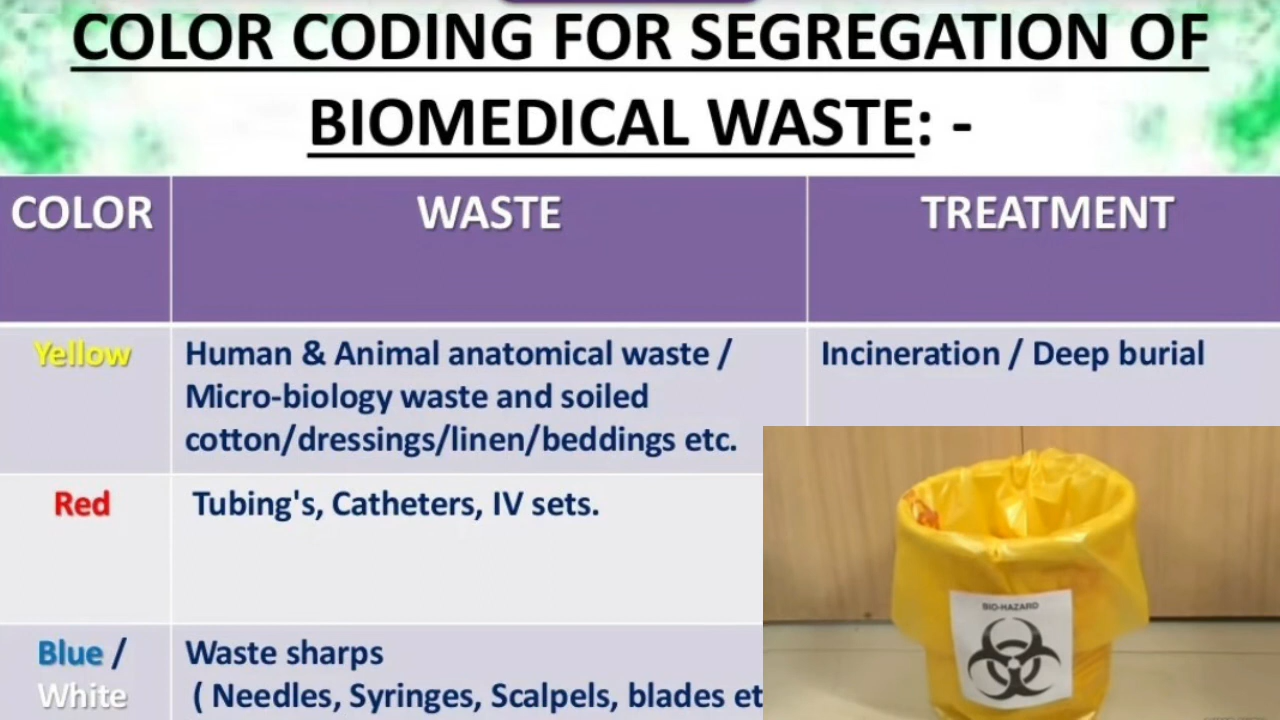 COLOR CODING FOR SEGREGATION OF
BIOMEDICAL WASTE: -
COLOR
WASTE
TREATMENT
Yellow
Human & Animal anatomical waste /
Micro-biology waste and soiled
cotton/dressings/linen/beddings etc.
Incineration / Deep burial
Red
Tubing's, Catheters, IV sets.
Blue /
White
Waste sharps
( Needles, Syringes, Scalpels, blades et
BIO-HAZARD